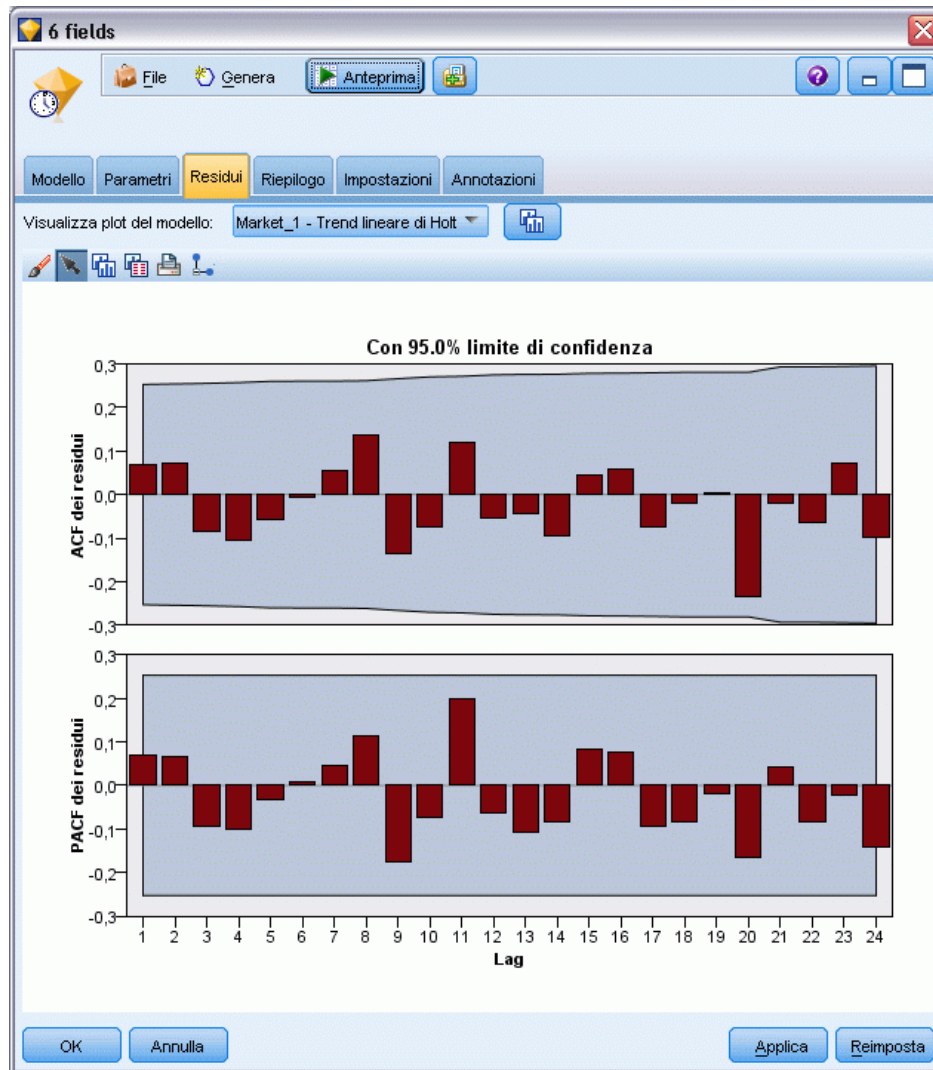 6 fields
File Genera Anteprima
Modello Parametri Residui Riepilogo Impostazioni Annotazioni
Visualizza plot del modello: Market_1 - Trend lineare di Holt
Con 95.0% limite di confidenza
ACF dei residui
0,3
0,2
0,1
0,0
-0,1
-0,2
-0,3
PACF dei residui
0,3
0,2
0,1
0,0
-0,1
-0,2
-0,3
1 2 3 4 5 6 7 8 9 10 11 12 13 14 15 16 17 18 19 20 21 22 23 24
Lag
OK Annulla Applica Reimposta